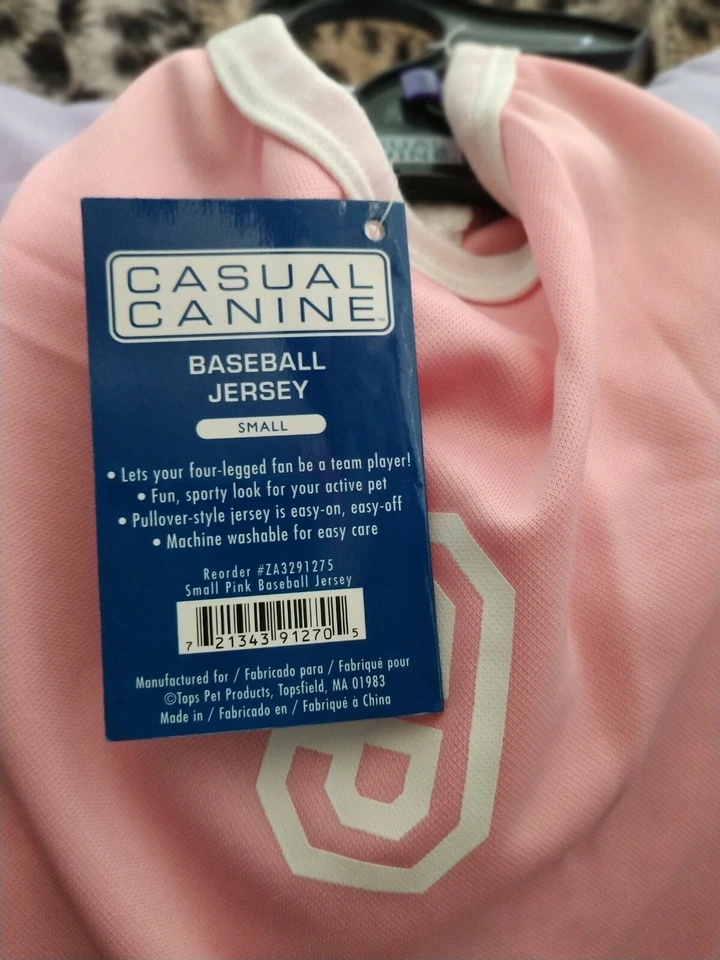 CASUAL
CANINE™
BASEBALL
JERSEY
SMALL
• Lets your four-legged fan be a team player!
• Fun, sporty look for your active pet
• Pullover-style jersey is easy-on, easy-off
• Machine washable for easy care
Reorder #ZA3291275
Small Pink Baseball Jersey
7 21343 91270 5
Manufactured for / Fabricado para / Fabriqué pour
©Tops Pet Products, Topsfield, MA 01983
Made in / Fabricado en / Fabriqué à China